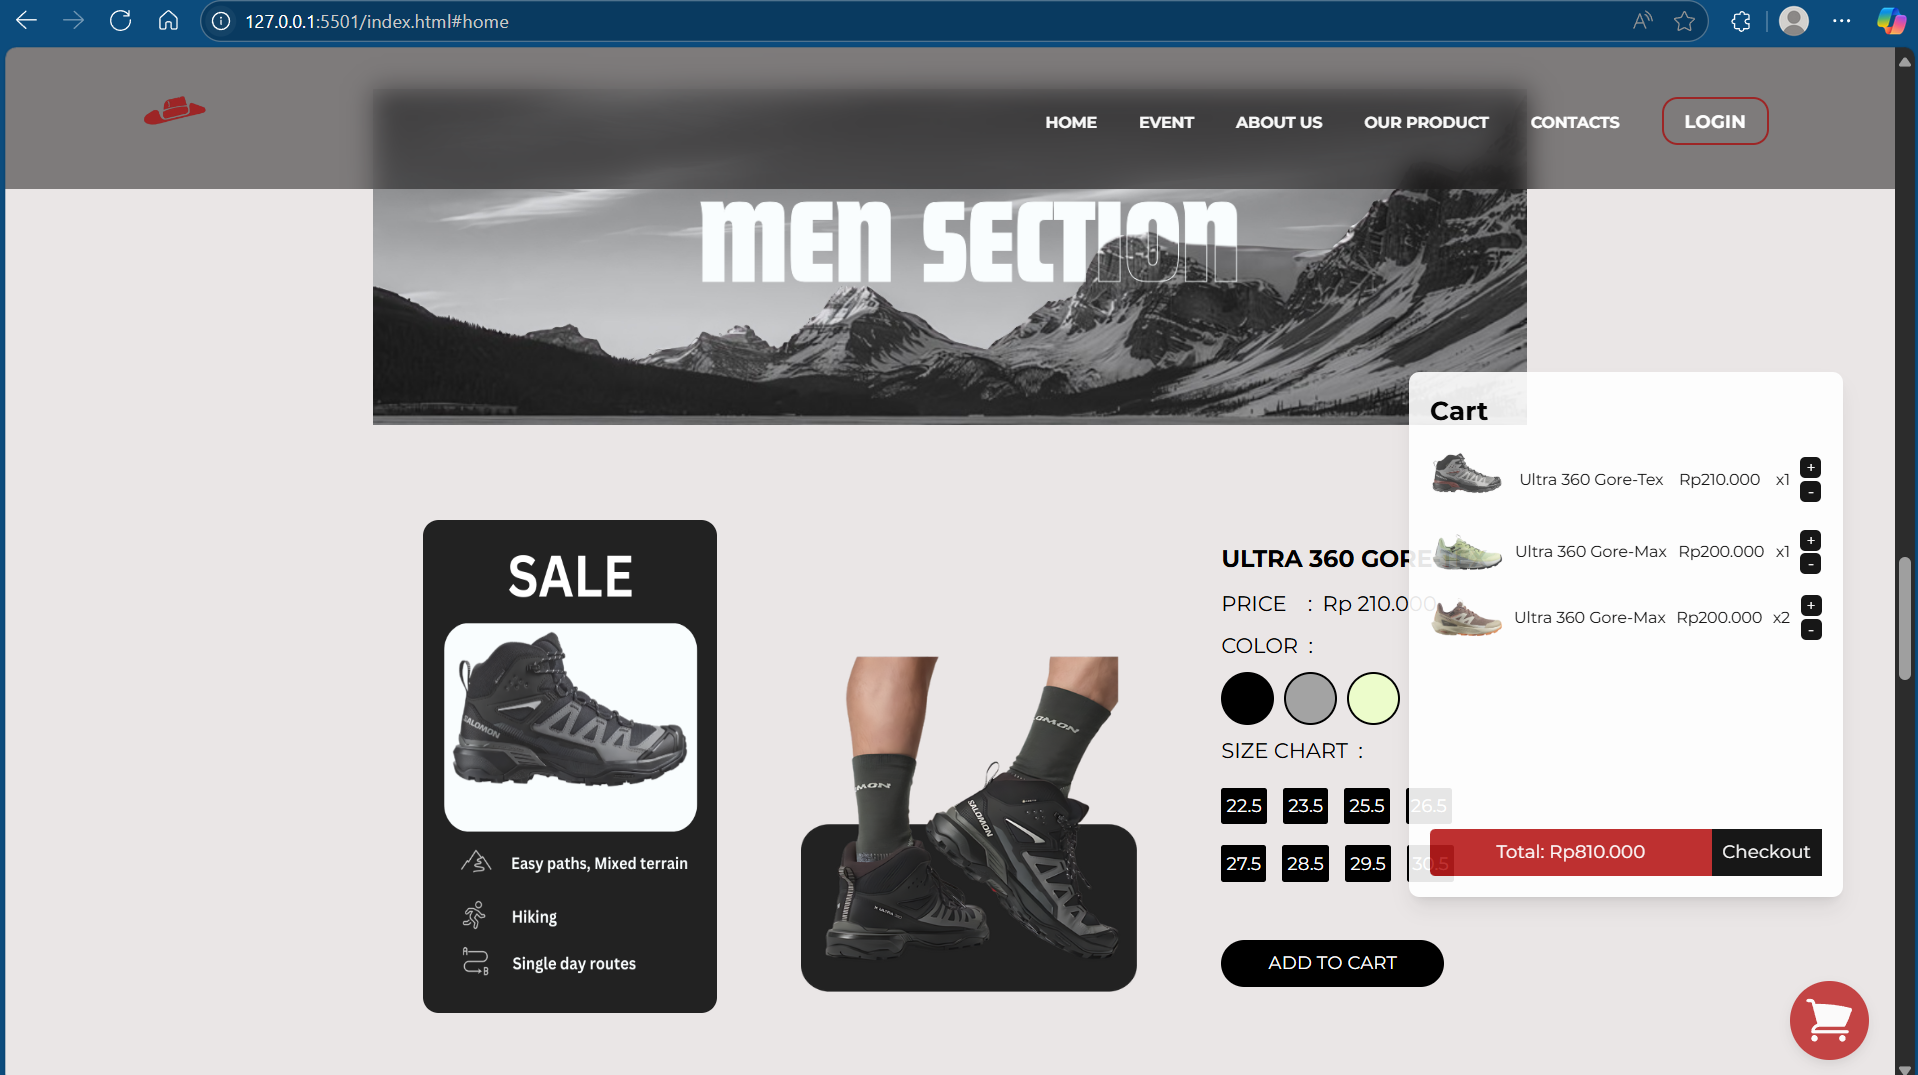 127.0.0.1:5501/index.html#home
HOME EVENT ABOUT US OUR PRODUCT CONTACTS LOGIN
MEN SECTION
Cart
Ultra 360 Gore-Tex Rp210.000 x1 + -
Ultra 360 Gore-Max Rp200.000 x1 + -
Ultra 360 Gore-Max Rp200.000 x2 + -
Total: Rp810.000 Checkout
SALE
SALOMON
Easy paths, Mixed terrain
Hiking
A B Single day routes
SALOMON
ULTRA 360 GORE
PRICE : Rp 210.000
COLOR :
SIZE CHART :
22.5 23.5 25.5 26.5
27.5 28.5 29.5 30.5
ADD TO CART